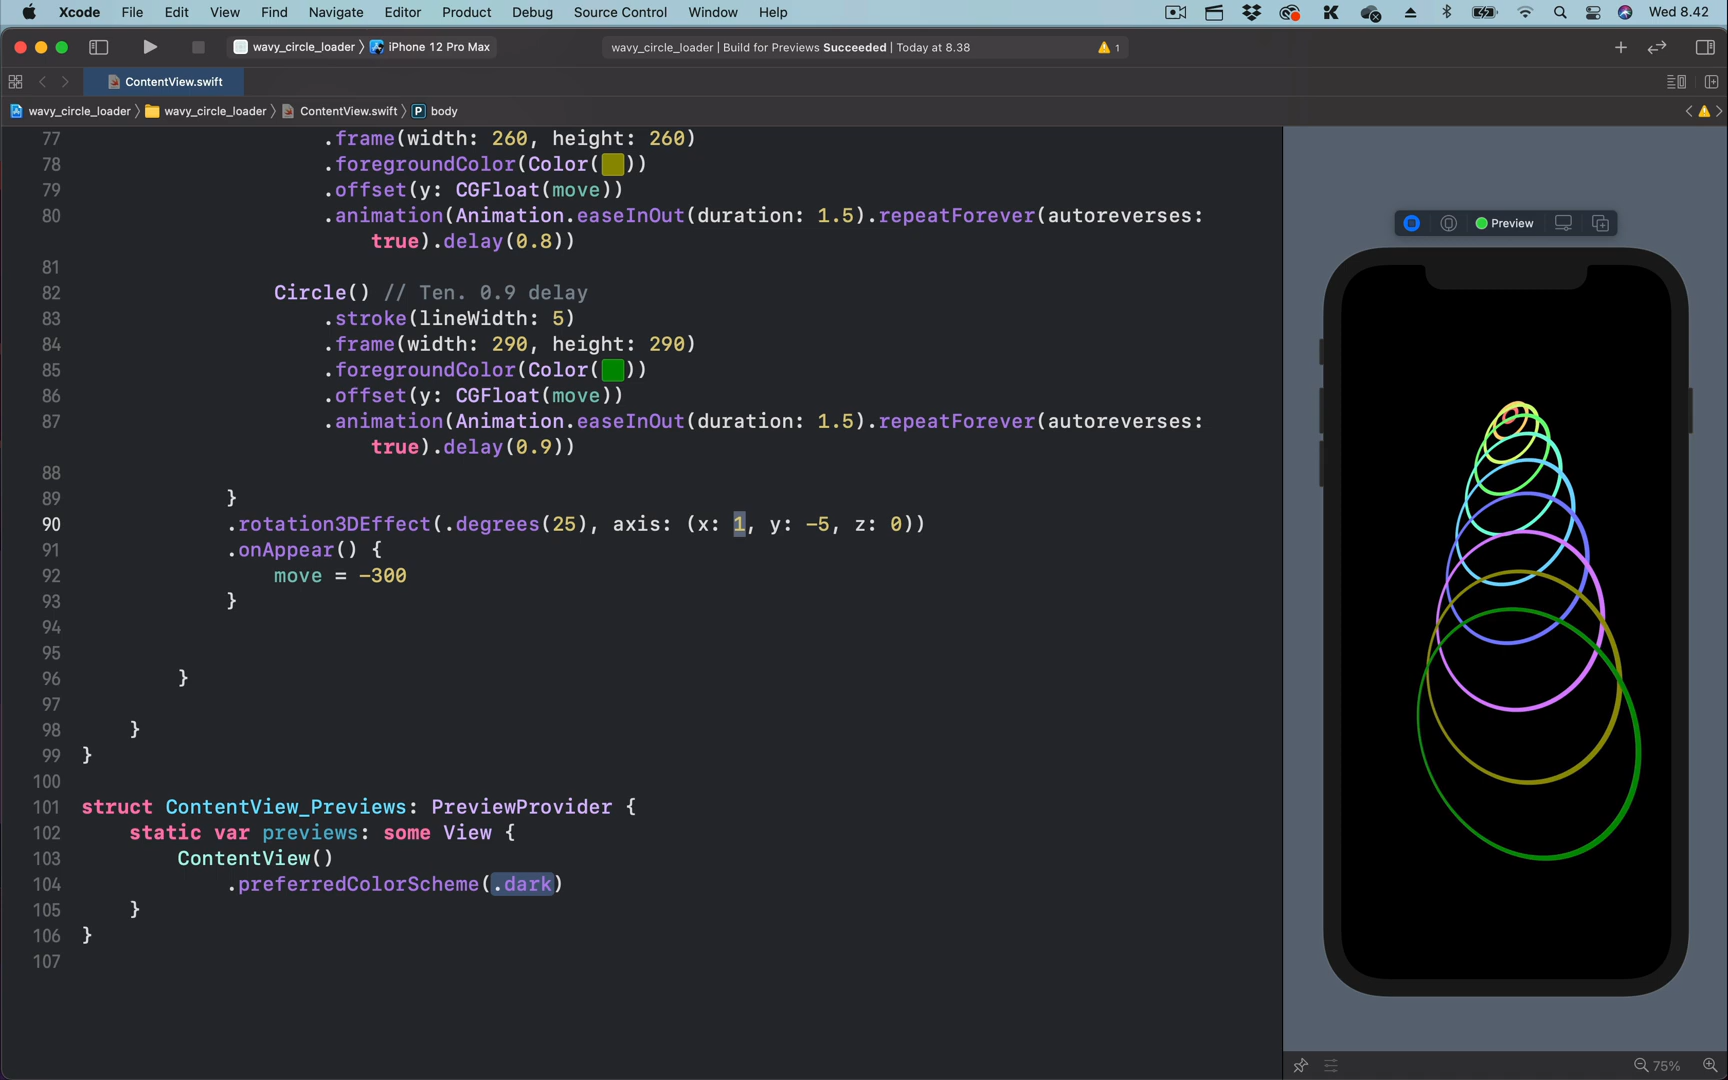 Xcode File Edit View Find Navigate Editor Product Debug Source Control Window Help Wed 8.42
wavy_circle_loader iPhone 12 Pro Max wavy_circle_loader | Build for Previews Succeeded | Today at 8.38 1
ContentView.swift
wavy_circle_loader wavy_circle_loader ContentView.swift P body
77 .frame(width: 260, height: 260)
78 .foregroundColor(Color( ))
79 .offset(y: CGFloat(move))
80 .animation(Animation.easeInOut(duration: 1.5).repeatForever(autoreverses:
true).delay(0.8))
81
82 Circle() // Ten. 0.9 delay
83 .stroke(lineWidth: 5)
84 .frame(width: 290, height: 290)
85 .foregroundColor(Color( ))
86 .offset(y: CGFloat(move))
87 .animation(Animation.easeInOut(duration: 1.5).repeatForever(autoreverses:
true).delay(0.9))
88
89 }
90 .rotation3DEffect(.degrees(25), axis: (x: 1, y: -5, z: 0))
91 .onAppear() {
92 move = -300
93 }
94
95
96 }
97
98 }
99 }
100
101 struct ContentView_Previews: PreviewProvider {
102 static var previews: some View {
103 ContentView()
104 .preferredColorScheme(.dark)
105 }
106 }
107
Preview
75%